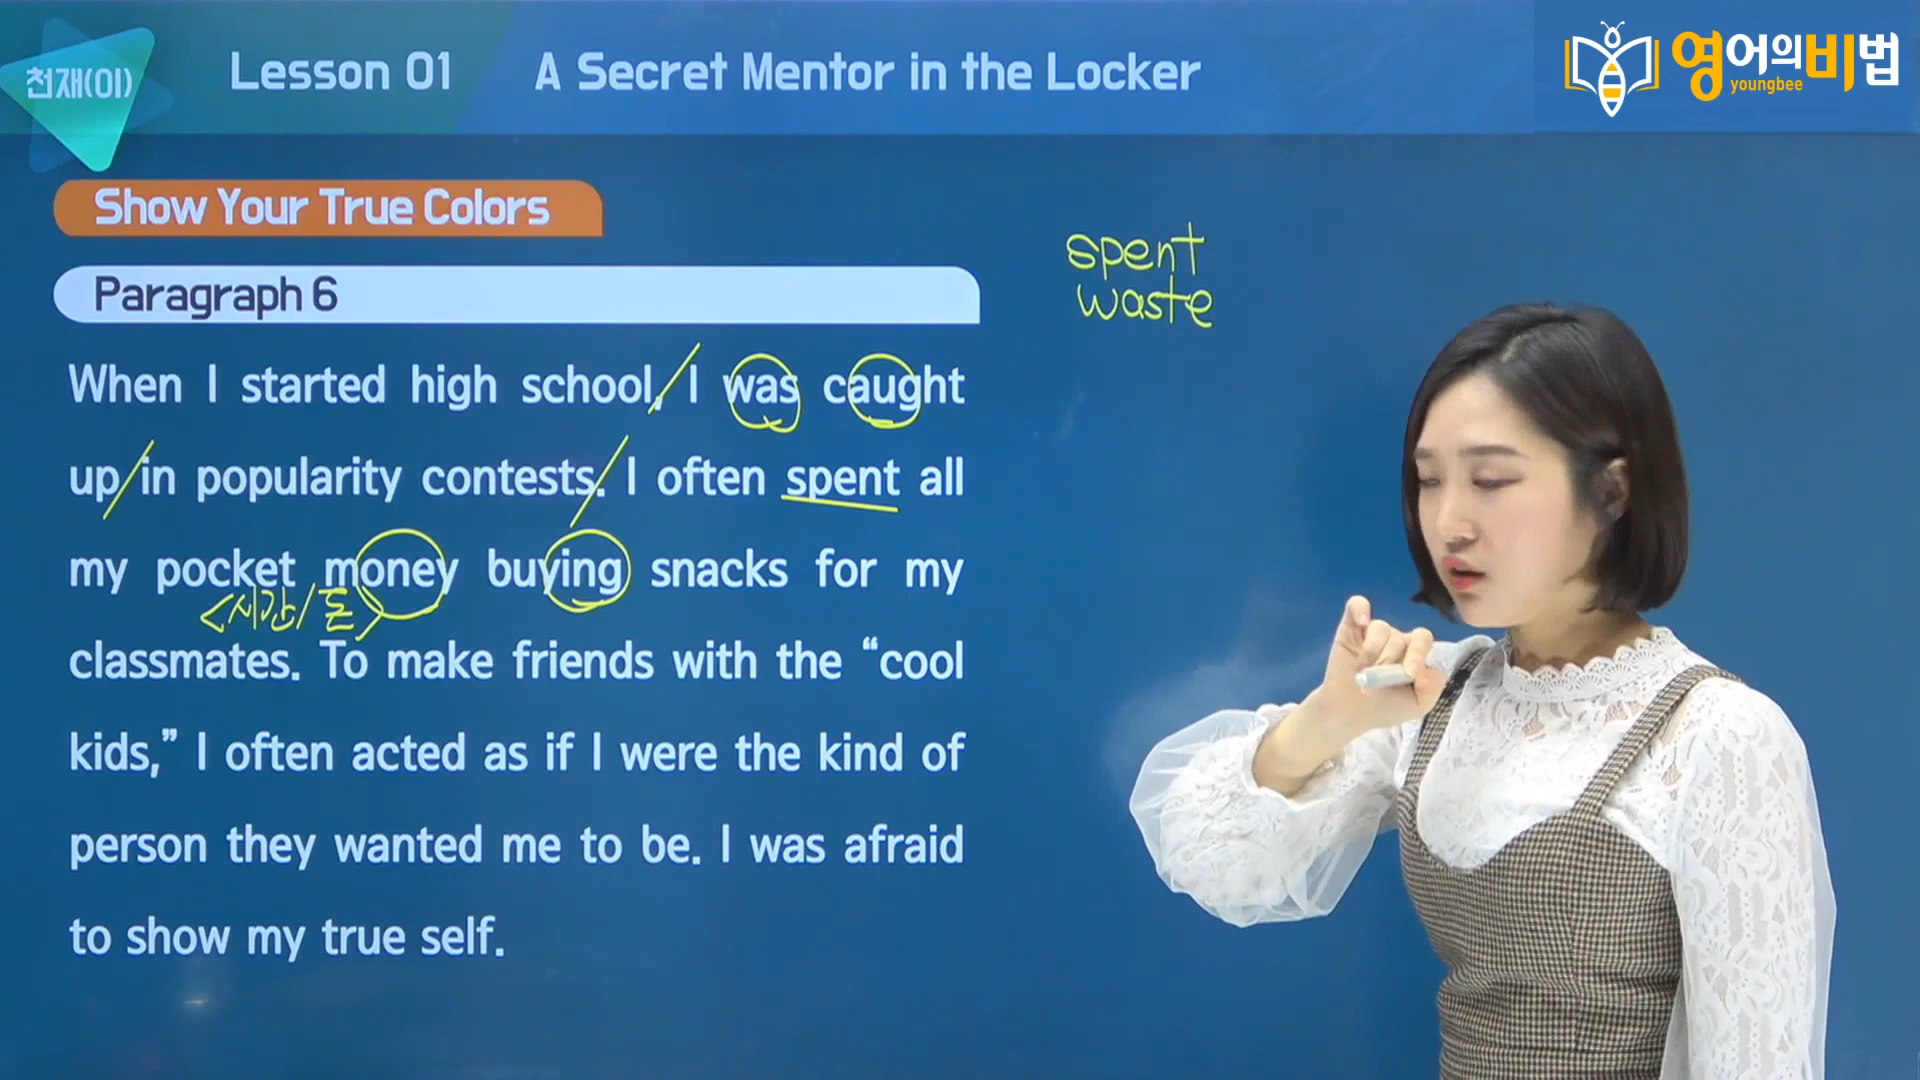 천재(이)
Lesson 01 A Secret Mentor in the Locker
영어의비법
youngbee
Show Your True Colors
Paragraph 6
spent
waste
When I started high school, I was caught
up in popularity contests. I often spent all
my pocket money buying snacks for my
<시간/돈>
classmates. To make friends with the “cool
kids,” I often acted as if I were the kind of
person they wanted me to be. I was afraid
to show my true self.